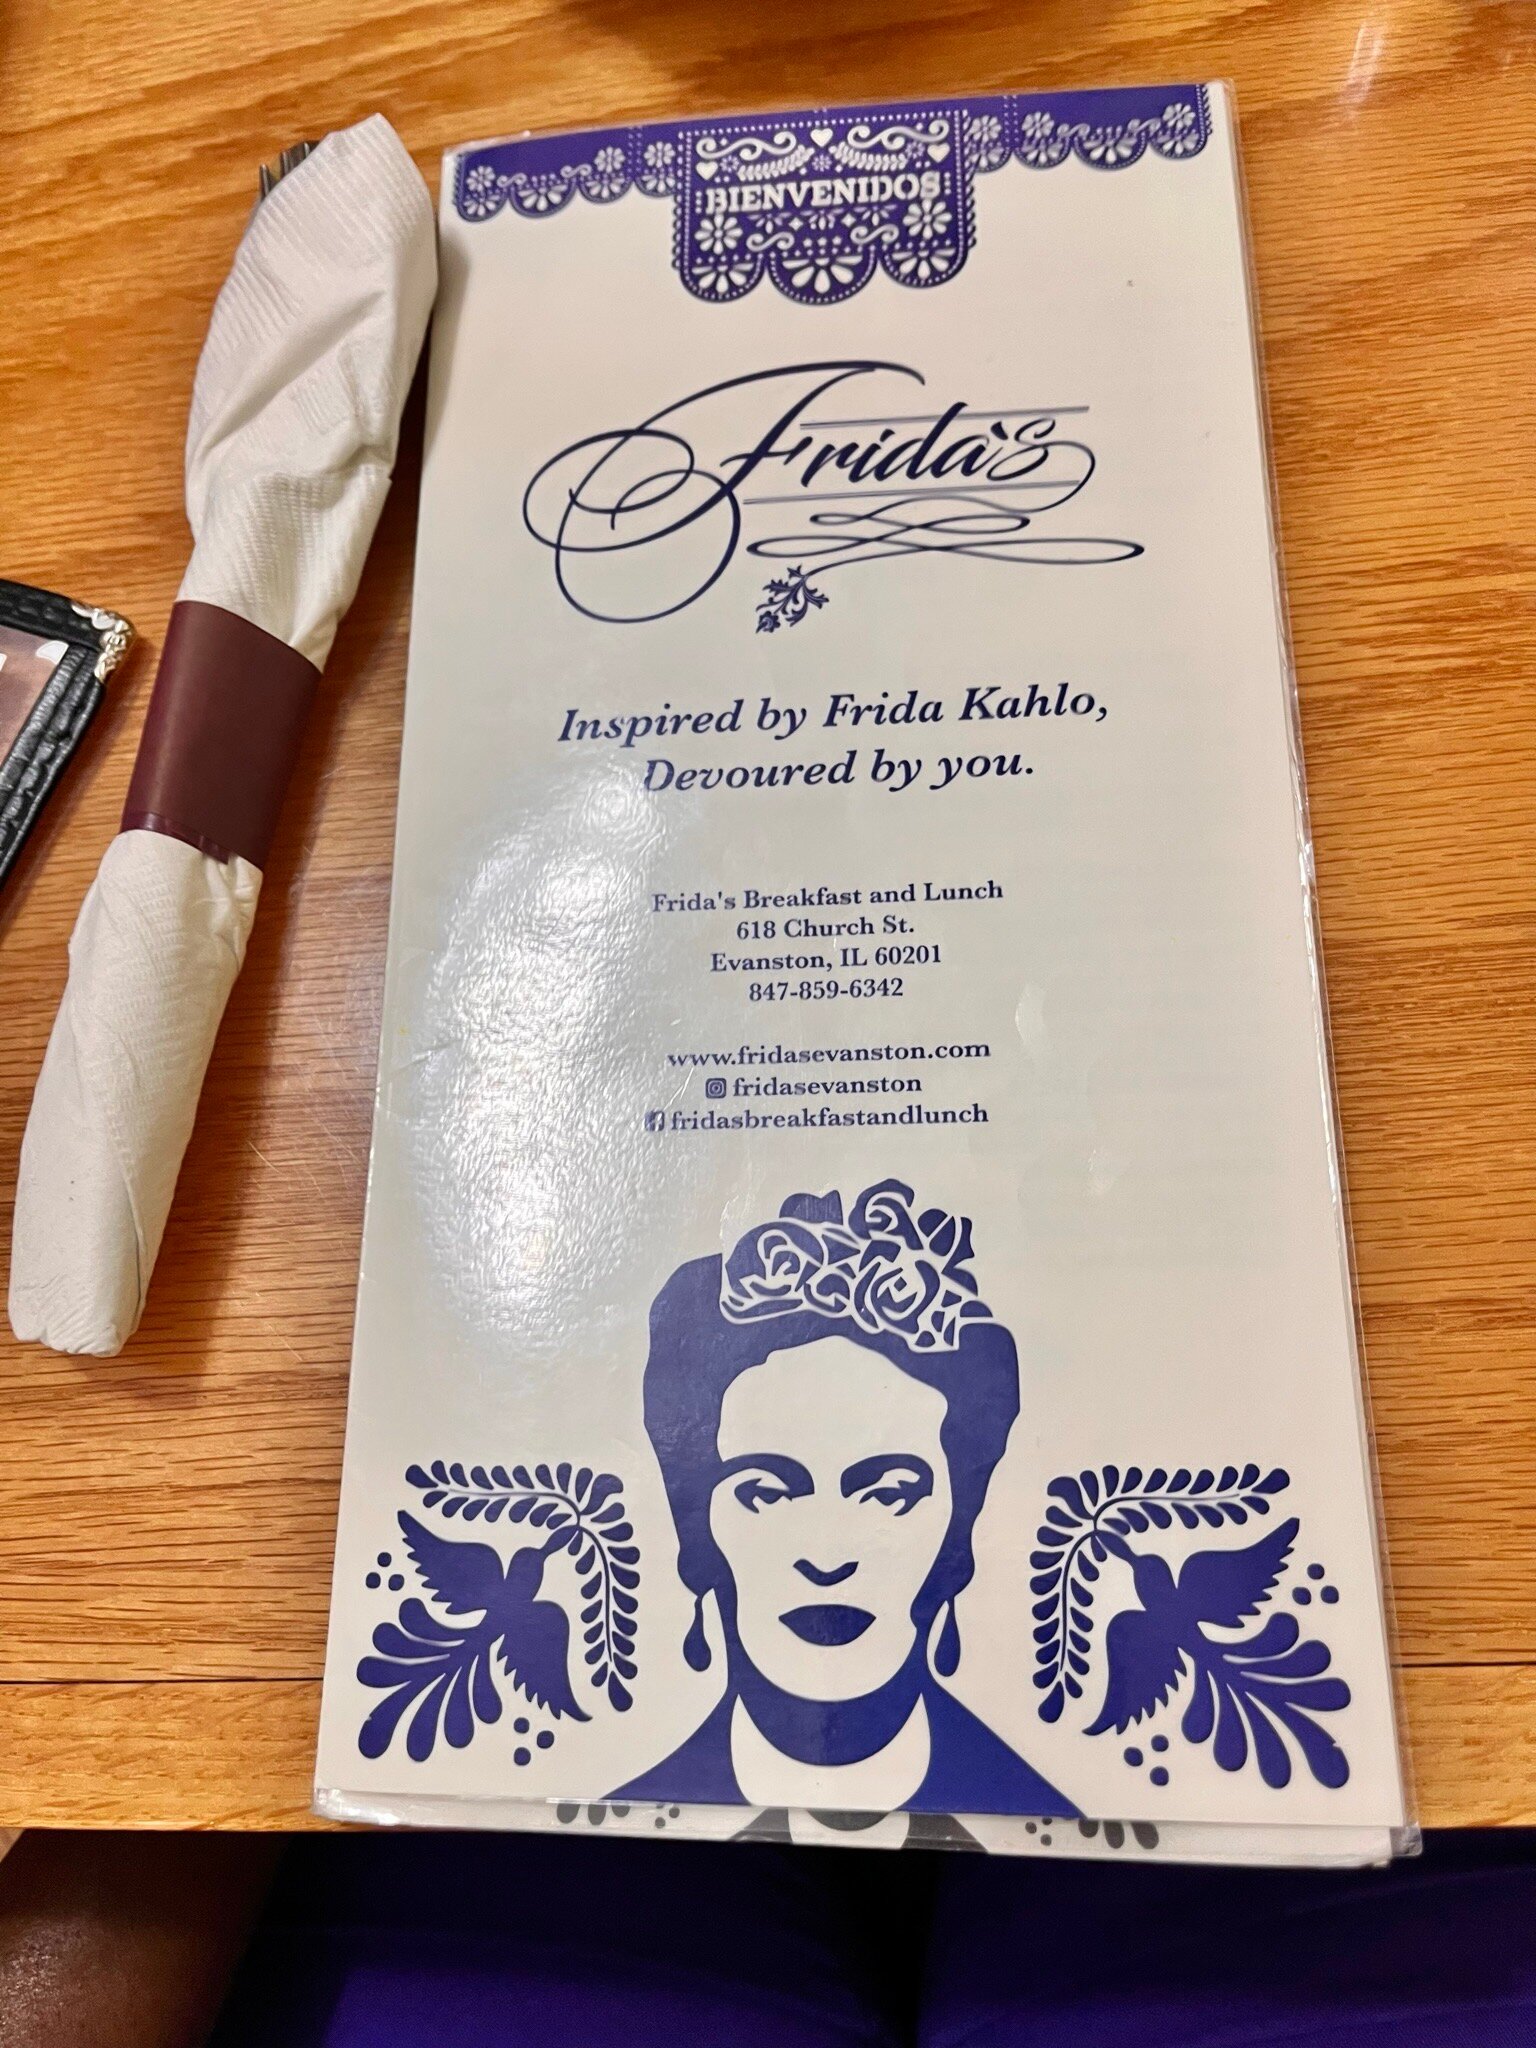 BIENVENIDOS
Frida's
Inspired by Frida Kahlo,
Devoured by you.
Frida's Breakfast and Lunch
618 Church St.
Evanston, IL 60201
847-859-6342
www.fridasevanston.com
fridasevanston
fridasbreakfastandlunch